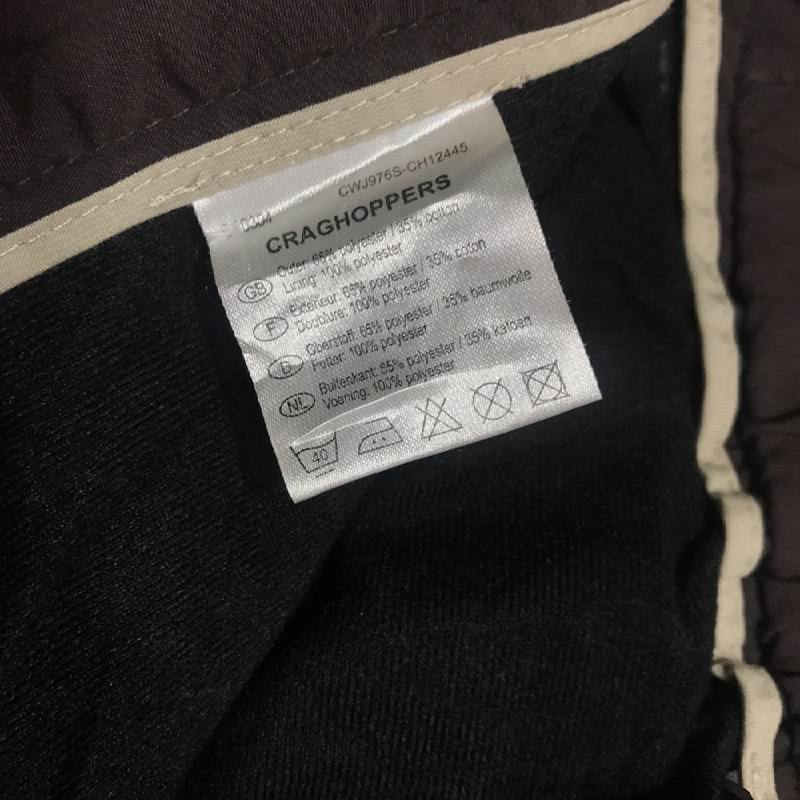 CWJ976S-CH12445
CRAGHOPPERS
GB
Outer: 65% polyester / 35% cotton
Lining: 100% polyester
F
Extérieur: 65% polyester / 35% coton
Doublure: 100% polyester
D
Oberstoff: 65% polyester / 35% baumwolle
Futter: 100% polyester
NL
Buitenkant: 65% polyester / 35% katoen
Voering: 100% polyester
40